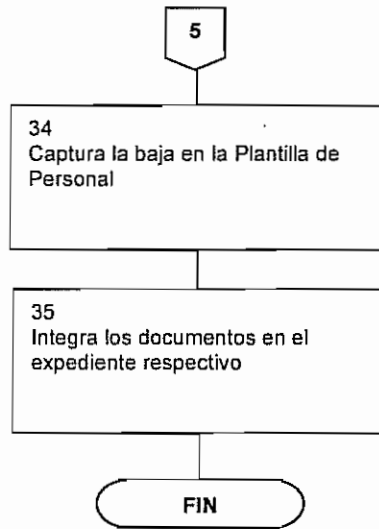 5
34
Captura la baja en la Plantilla de
Personal
35
Integra los documentos en el
expediente respectivo
FIN